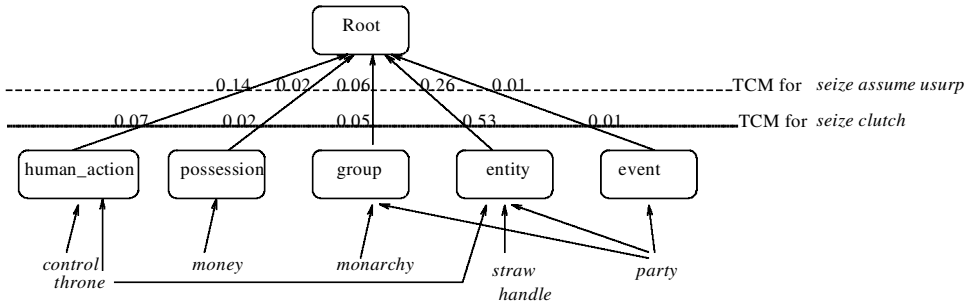 Root
0.14 0.02 0.06 0.26 0.01 TCM for seize assume usurp
0.07 0.02 0.05 0.53 0.01 TCM for seize clutch
human_action possession group entity event
control money monarchy straw party
throne handle